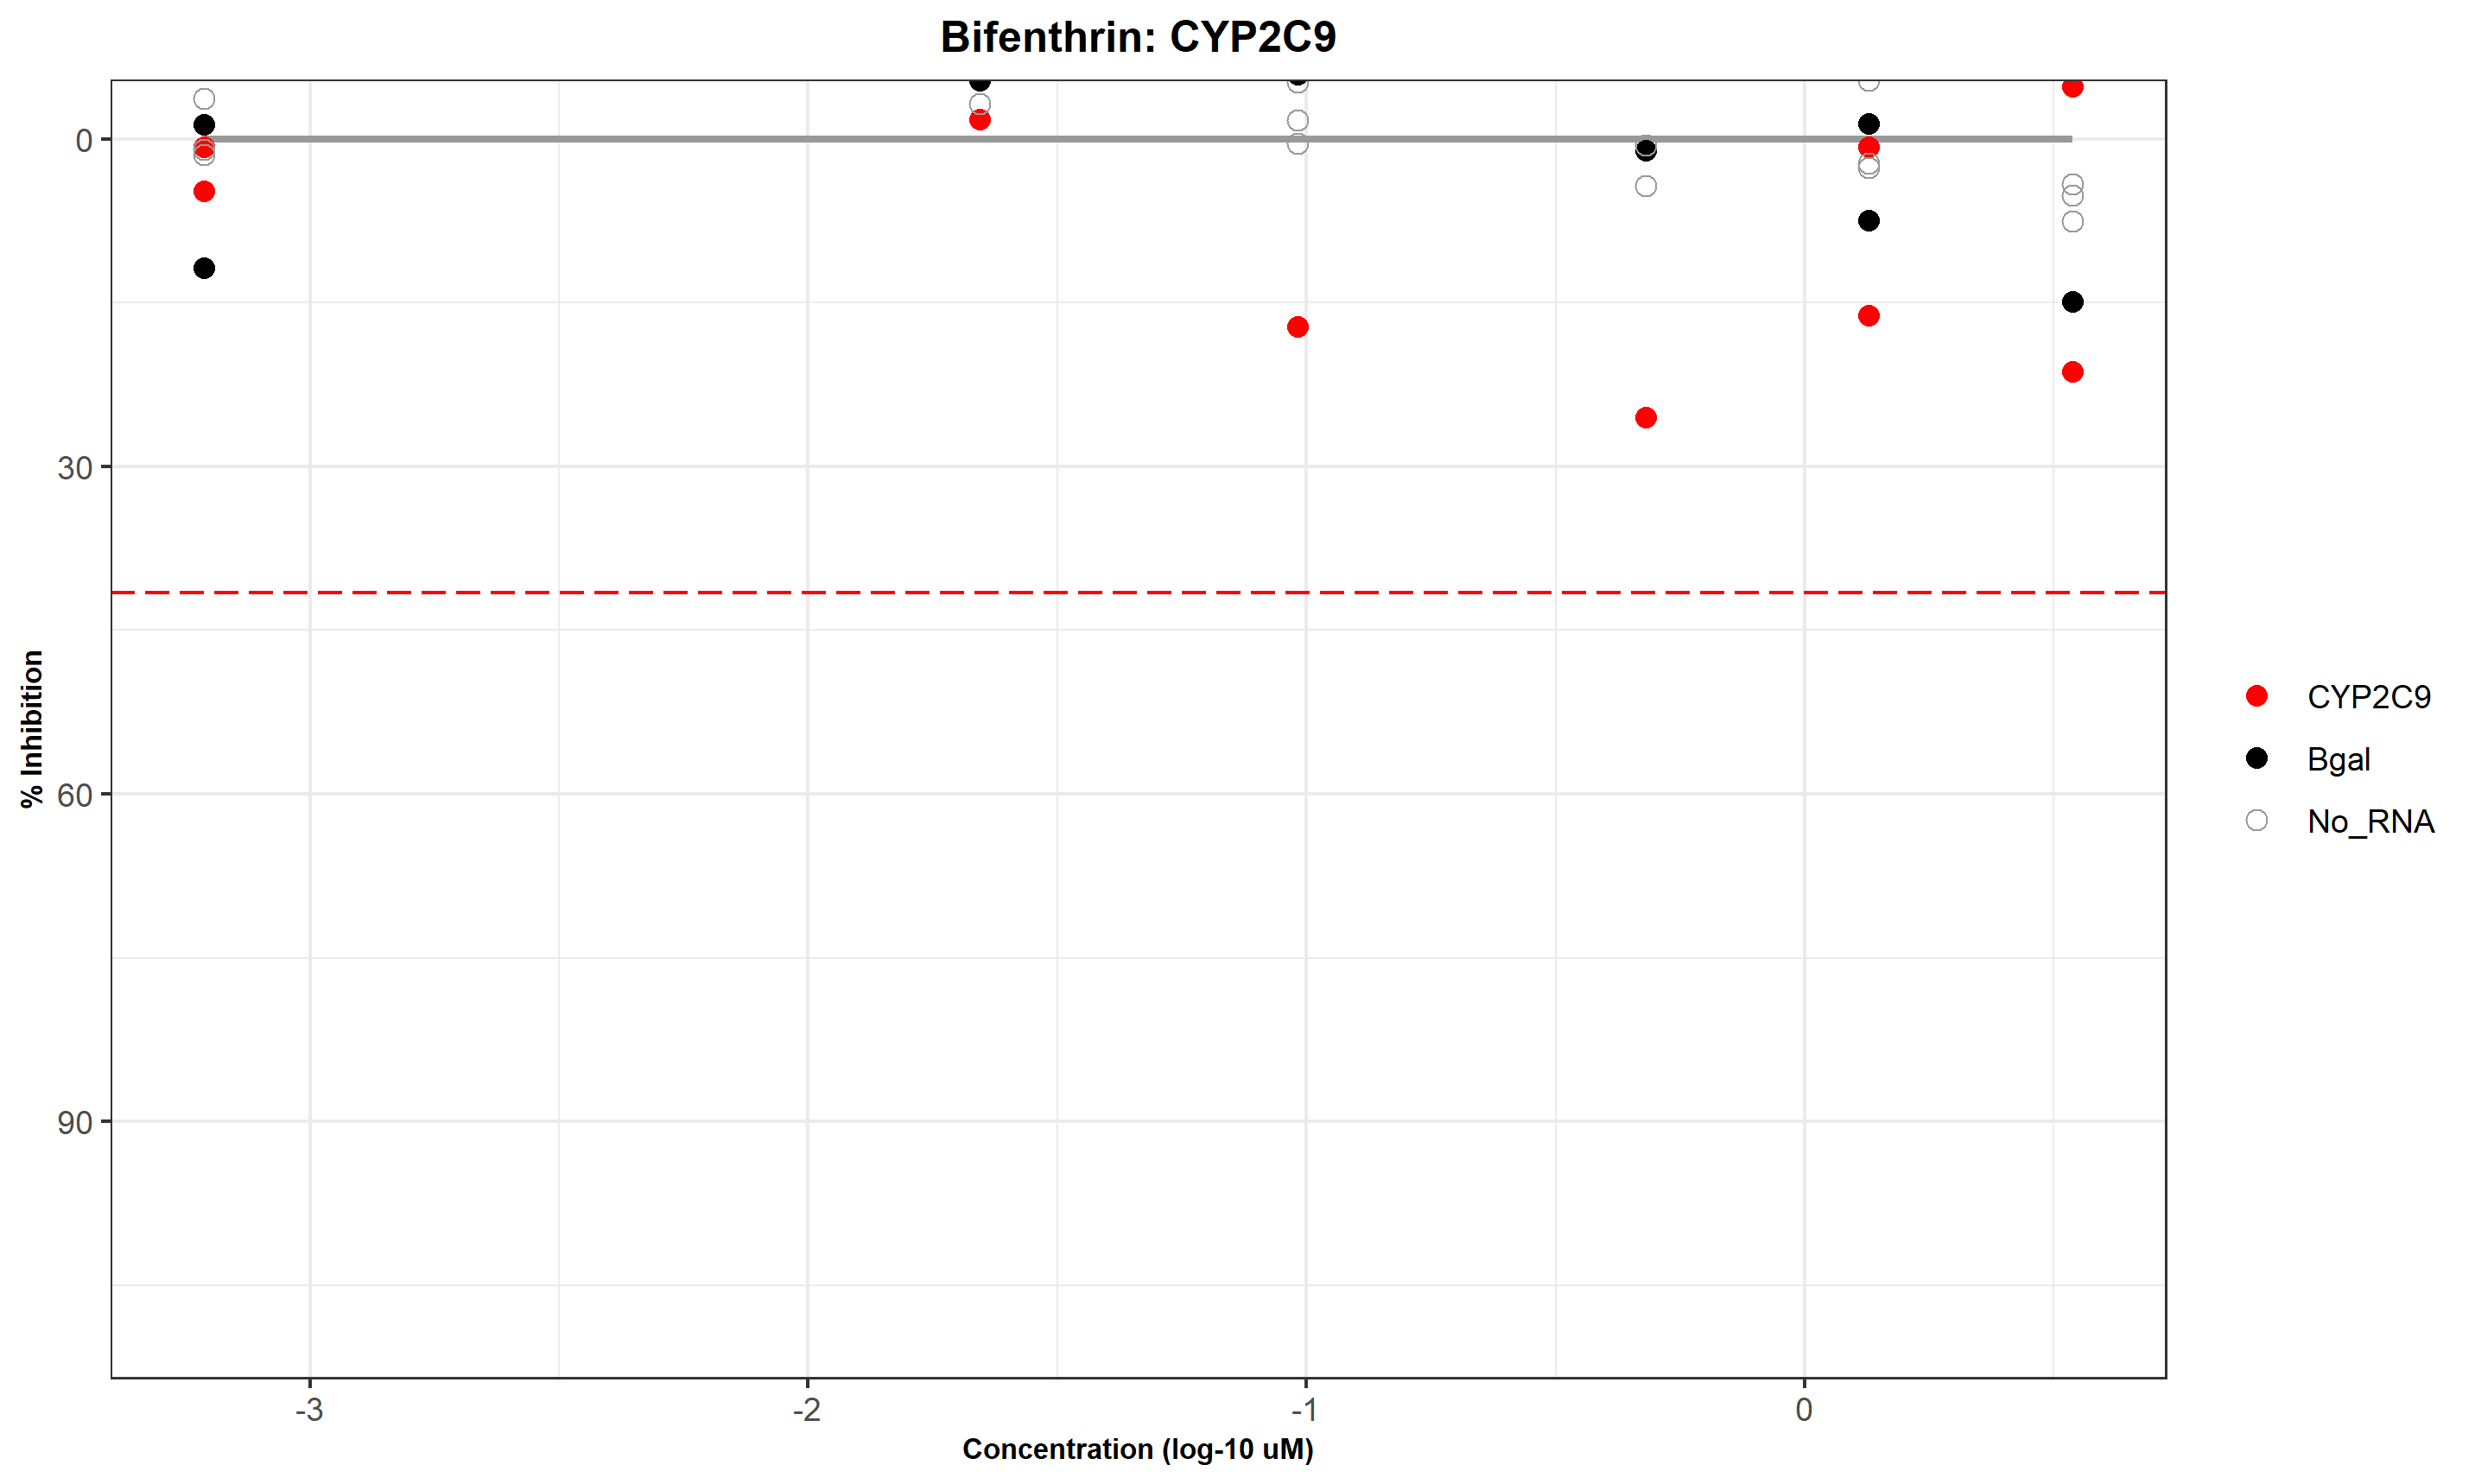 Bifenthrin: CYP2C9
0
30
60
90
% Inhibition
-3
-2
-1
0
Concentration (log-10 uM)
CYP2C9
Bgal
No_RNA